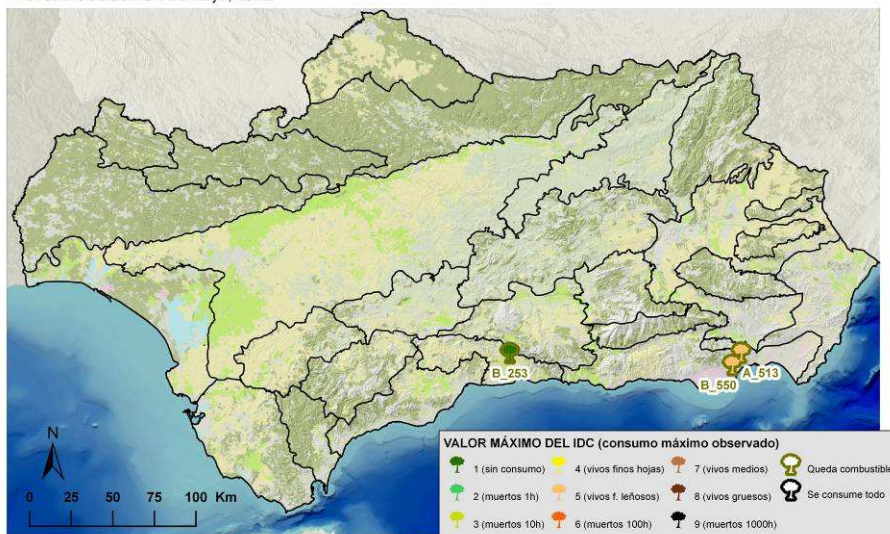 B_253
A_513
B_550
N
0 25 50 75 100 Km
VALOR MÁXIMO DEL IDC (consumo máximo observado)
1 (sin consumo)
4 (vivos finos hojas)
7 (vivos medios)
Queda combustible
2 (muertos 1h)
5 (vivos f. leñosos)
8 (vivos gruesos)
Se consume todo
3 (muertos 10h)
6 (muertos 100h)
9 (muertos 1000h)